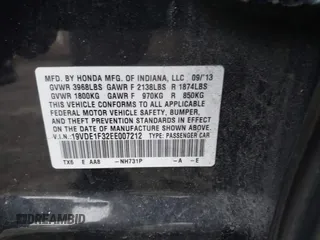 MFD. BY HONDA MFG. OF INDIANA, LLC 09/13
GVWR 3968LBS GAWR F 2138LBS R 1874LBS
GVWR 1800KG GAWR F 970KG R 850KG
THIS VEHICLE CONFORMS TO ALL APPLICABLE
FEDERAL MOTOR VEHICLE SAFETY, BUMPER,
AND THEFT PREVENTION STANDARDS IN EFFECT
ON THE DATE OF MANUFACTURE SHOWN ABOVE.
V.I.N. 19VDE1F32EE007212 TYPE: PASSENGER CAR
TX6 E AA8 -NH731P -A -E
DREAMBID